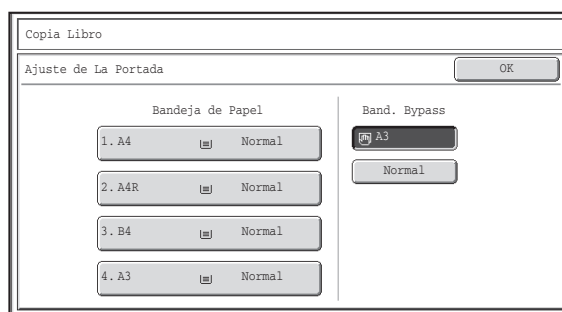 Copia Libro
Ajuste de La Portada OK
Bandeja de Papel Band. Bypass
1. A4 Normal A3
2. A4R Normal Normal
3. B4 Normal
4. A3 Normal